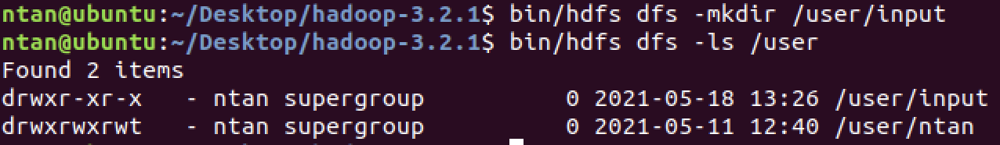 ntan@ubuntu:~/Desktop/hadoop-3.2.1$ bin/hdfs dfs -mkdir /user/input
ntan@ubuntu:~/Desktop/hadoop-3.2.1$ bin/hdfs dfs -ls /user
Found 2 items
drwxr-xr-x   - ntan supergroup          0 2021-05-18 13:26 /user/input
drwxrwxrwt   - ntan supergroup          0 2021-05-11 12:40 /user/ntan